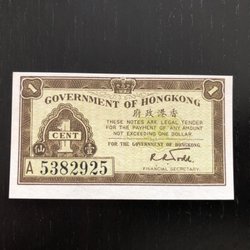 1 1
GOVERNMENT OF HONGKONG
府政港香
THESE NOTES ARE LEGAL TENDER
FOR THE PAYMENT OF ANY AMOUNT
NOT EXCEEDING ONE DOLLAR
FOR THE GOVERNMENT OF HONGKONG
1
CENT
仙 壹
A 5382925
FINANCIAL SECRETARY.